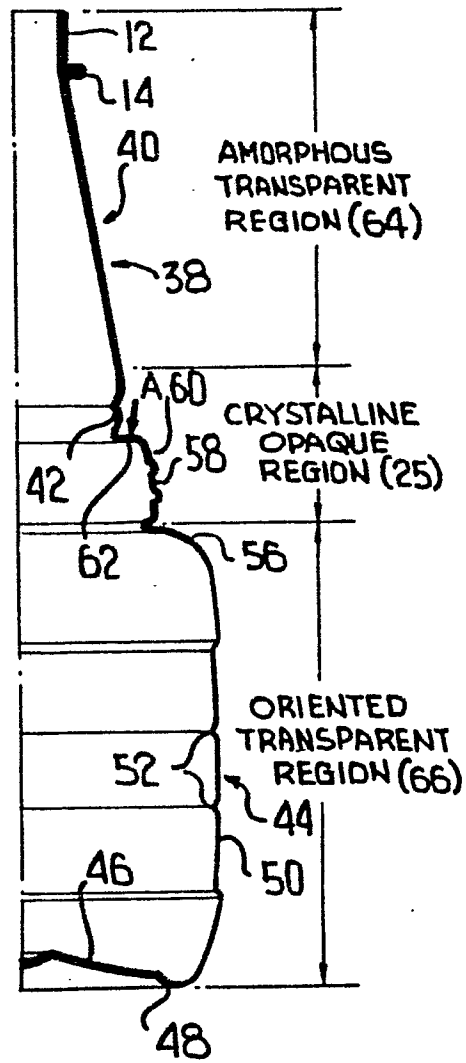 12
14
40
AMORPHOUS
TRANSPARENT
REGION (64)
38
A 60
CRYSTALLINE
OPAQUE
REGION (25)
58
42
62
56
ORIENTED
TRANSPARENT
REGION (66)
52
44
50
46
48